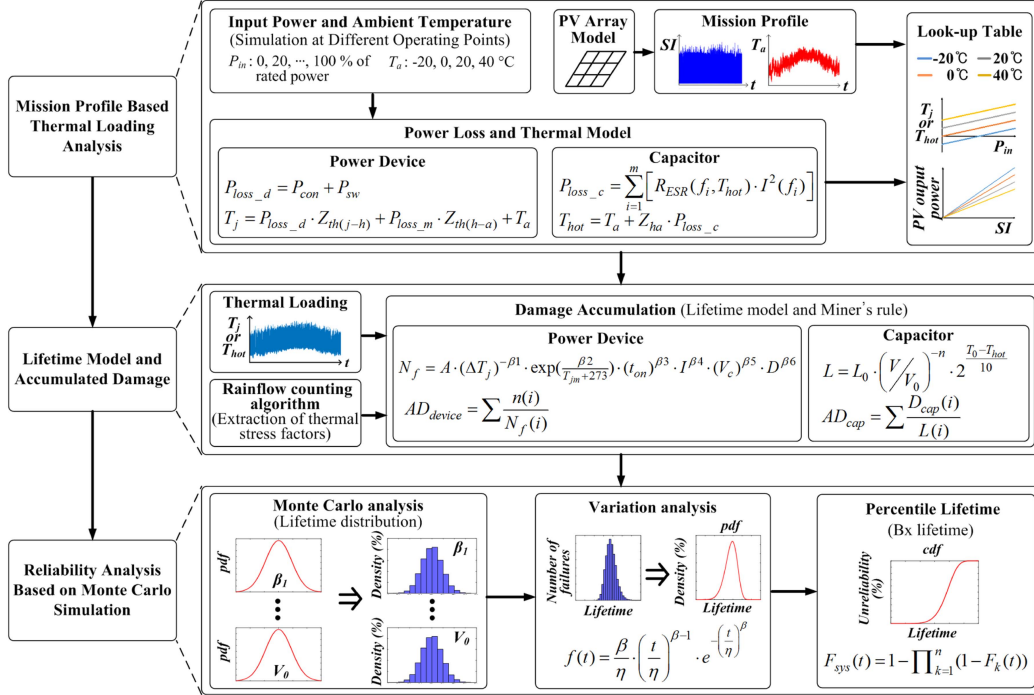 Mission Profile Based
Thermal Loading
Analysis
Input Power and Ambient Temperature
(Simulation at Different Operating Points)
P_in : 0, 20, ···, 100 % of
rated power
T_a : -20, 0, 20, 40 °C
PV Array
Model
Mission Profile
SI
t
T_a
t
Look-up Table
-20℃
20℃
0℃
40℃
T_j
or
T_hot
P_in
PV ouput
power
SI
Power Loss and Thermal Model
Power Device
P_loss_d = P_con + P_sw
T_j = P_loss_d · Z_th(j−h) + P_loss_m · Z_th(h−a) + T_a
Capacitor
P_loss_c = ∑_{i=1}^{m} [R_ESR(f_i, T_hot) · I²(f_i)]
T_hot = T_a + Z_ha · P_loss_c
Lifetime Model and
Accumulated Damage
Thermal Loading
T_j
or
T_hot
t
Rainflow counting
algorithm
(Extraction of thermal
stress factors)
Damage Accumulation (Lifetime model and Miner's rule)
Power Device
N_f = A · (ΔT_j)^{−β1} · exp(β2 / (T_jm + 273)) · (t_on)^{β3} · I^{β4} · (V_c)^{β5} · D^{β6}
AD_device = ∑ n(i) / N_f(i)
Capacitor
L = L_0 · (V/V_0)^{−n} · 2^{(T_0−T_hot)/10}
AD_cap = ∑ D_cap(i) / L(i)
Reliability Analysis
Based on Monte Carlo
Simulation
Monte Carlo analysis
(Lifetime distribution)
pdf
β_1
Density (%)
β_1
pdf
V_0
Density (%)
V_0
Variation analysis
Number of
failures
Lifetime
pdf
Density (%)
Lifetime
f(t) = β/η · (t/η)^{β−1} · e^{−(t/η)^β}
Percentile Lifetime
(Bx lifetime)
cdf
Unreliability
(%)
Lifetime
F_sys(t) = 1 − ∏_{k=1}^{n} (1 − F_k(t))